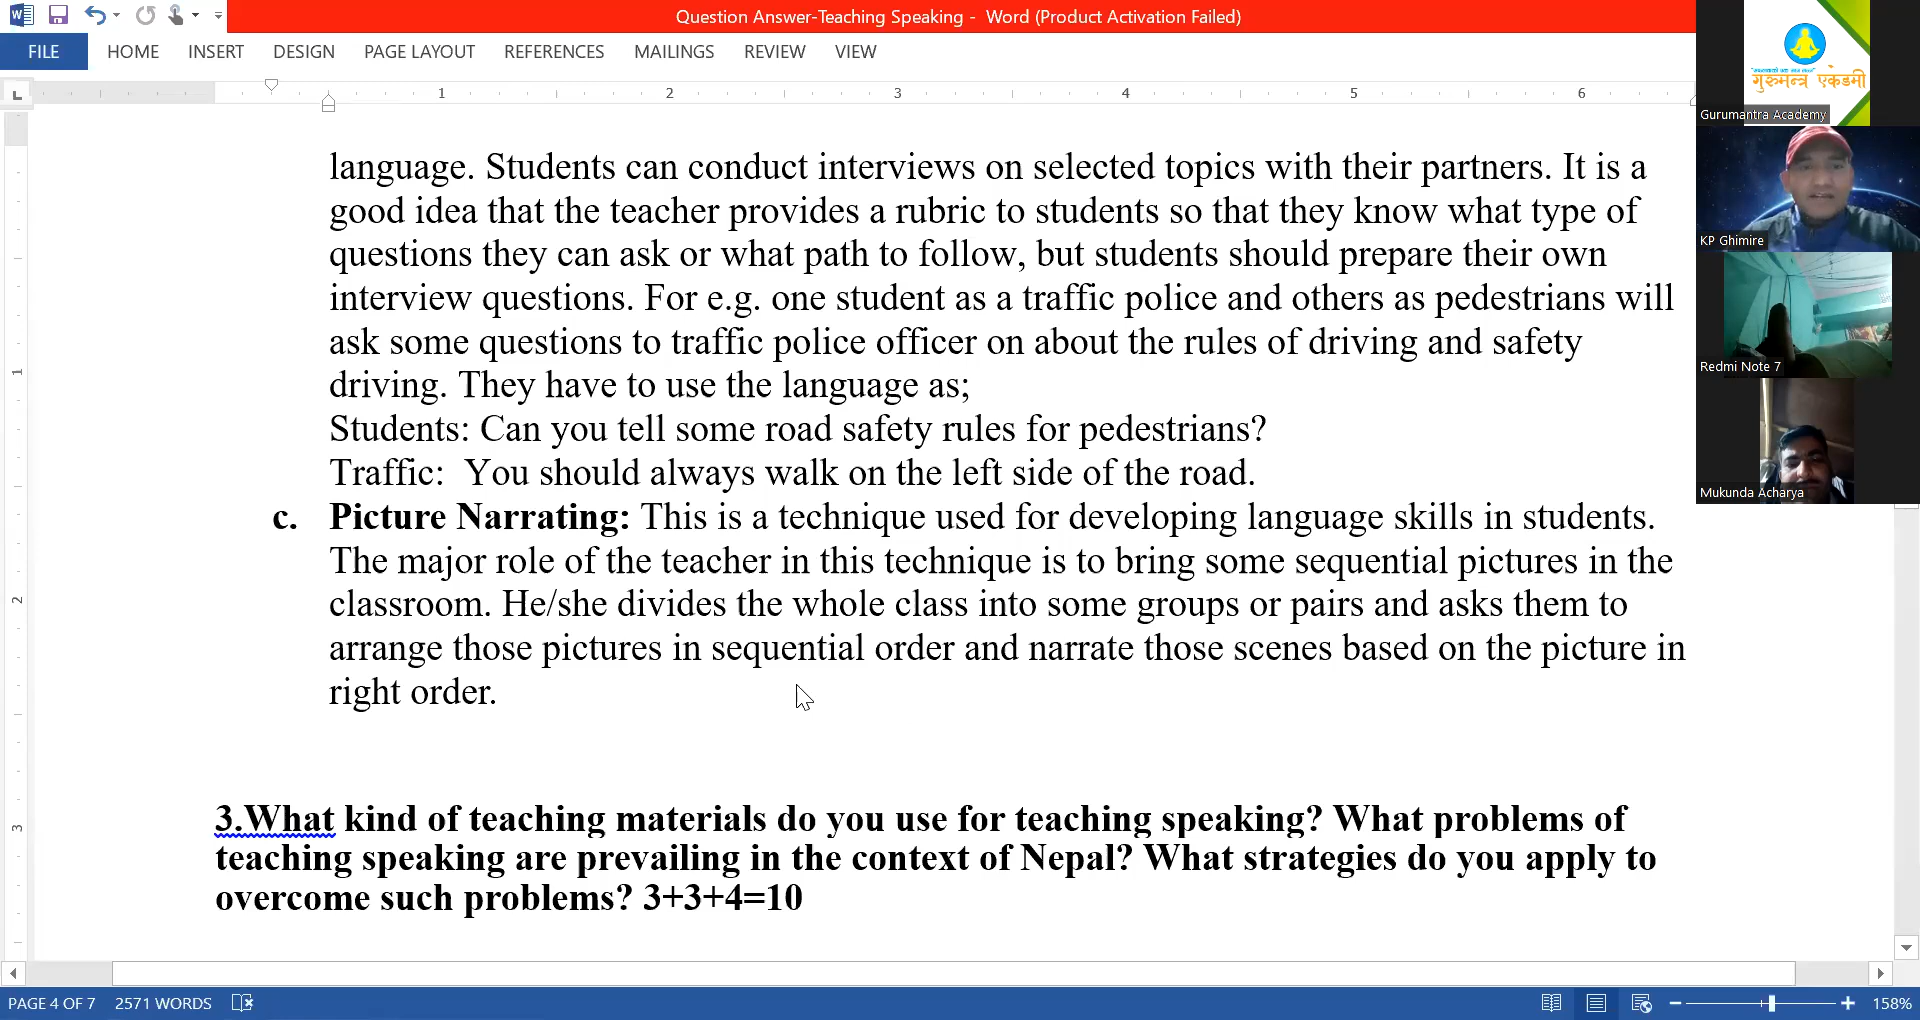 Question Answer-Teaching Speaking - Word (Product Activation Failed)
FILE HOME INSERT DESIGN PAGE LAYOUT REFERENCES MAILINGS REVIEW VIEW
1 2 3 4 5 6
गुरुमन्त्र एकेडमी
Gurumantra Academy
KP Ghimire
Redmi Note 7
Mukunda Acharya
language. Students can conduct interviews on selected topics with their partners. It is a
good idea that the teacher provides a rubric to students so that they know what type of
questions they can ask or what path to follow, but students should prepare their own
interview questions. For e.g. one student as a traffic police and others as pedestrians will
ask some questions to traffic police officer on about the rules of driving and safety
driving. They have to use the language as;
Students: Can you tell some road safety rules for pedestrians?
Traffic: You should always walk on the left side of the road.
c. Picture Narrating: This is a technique used for developing language skills in students.
The major role of the teacher in this technique is to bring some sequential pictures in the
classroom. He/she divides the whole class into some groups or pairs and asks them to
arrange those pictures in sequential order and narrate those scenes based on the picture in
right order.
3.What kind of teaching materials do you use for teaching speaking? What problems of
teaching speaking are prevailing in the context of Nepal? What strategies do you apply to
overcome such problems? 3+3+4=10
1
2
3
PAGE 4 OF 7 2571 WORDS
158%